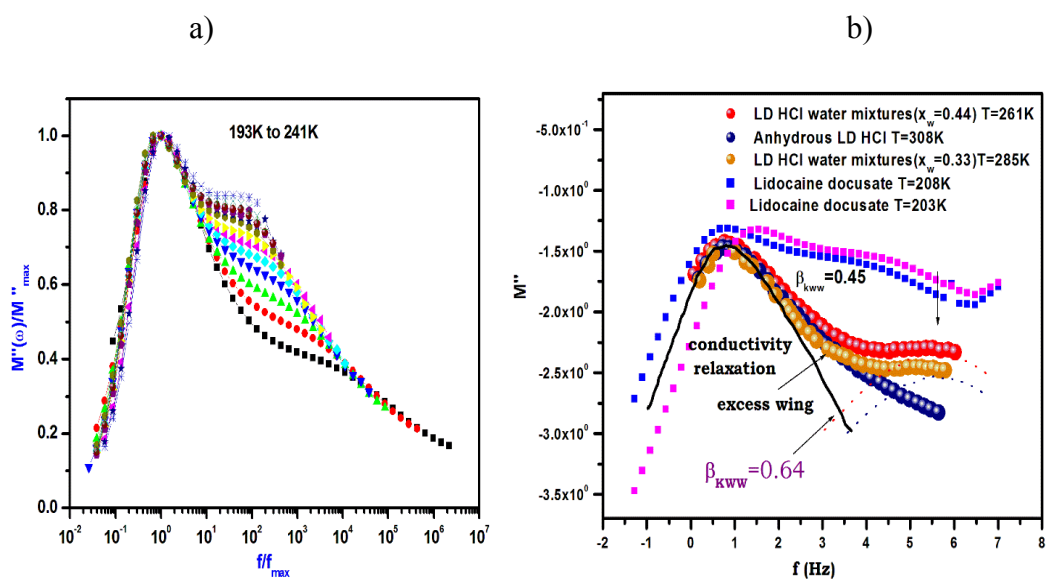 a)
b)
193K to 241K
M"(ω)/M"max
1.0
0.8
0.6
0.4
0.2
0.0
10⁻² 10⁻¹ 10⁰ 10¹ 10² 10³ 10⁴ 10⁵ 10⁶ 10⁷
f/fmax
LD HCl water mixtures(xw=0.44) T=261K
Anhydrous LD HCl T=308K
LD HCl water mixtures(xw=0.33)T=285K
Lidocaine docusate T=208K
Lidocaine docusate T=203K
βKWW=0.45
conductivity
relaxation
excess wing
βKWW=0.64
M"
-5.0x10⁻¹
-1.0x10⁰
-1.5x10⁰
-2.0x10⁰
-2.5x10⁰
-3.0x10⁰
-3.5x10⁰
-2 -1 0 1 2 3 4 5 6 7 8
f (Hz)